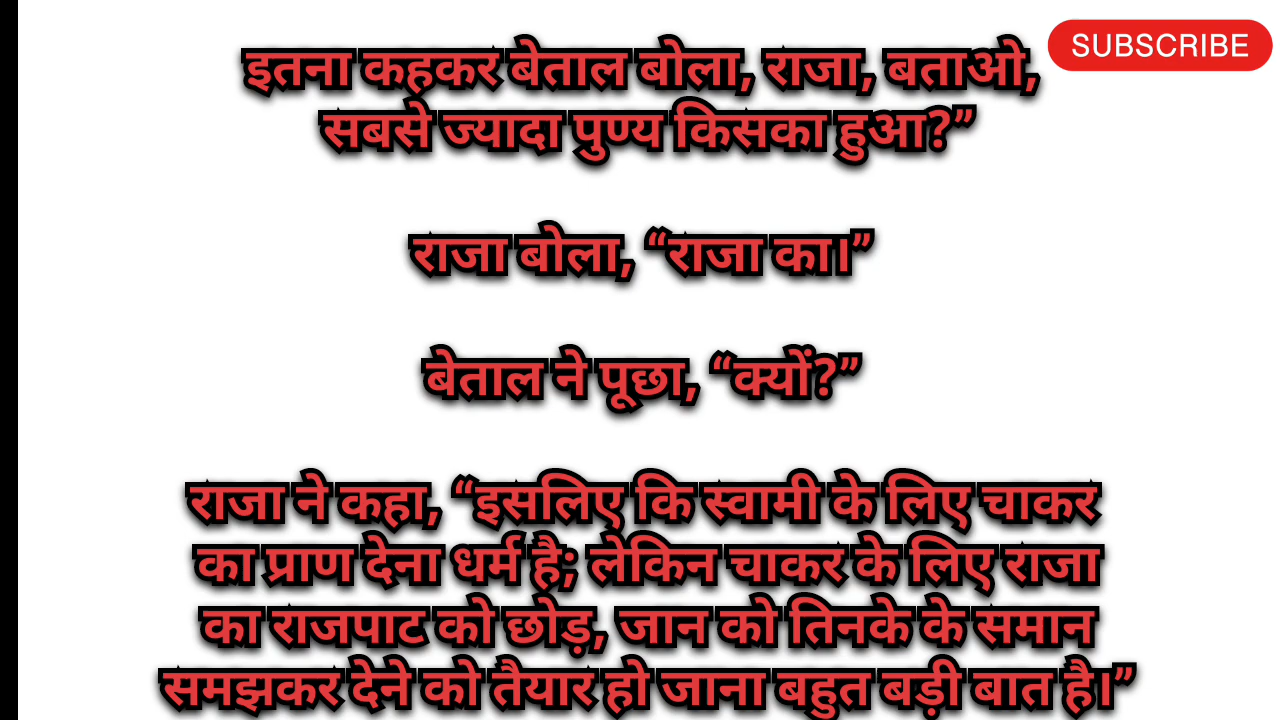 SUBSCRIBE
इतना कहकर बेताल बोला, राजा, बताओ,
सबसे ज्यादा पुण्य किसका हुआ?”
राजा बोला, “राजा का।”
बेताल ने पूछा, “क्यों?”
राजा ने कहा, “इसलिए कि स्वामी के लिए चाकर
का प्राण देना धर्म है; लेकिन चाकर के लिए राजा
का राजपाट को छोड़, जान को तिनके के समान
समझकर देने को तैयार हो जाना बहुत बड़ी बात है।”